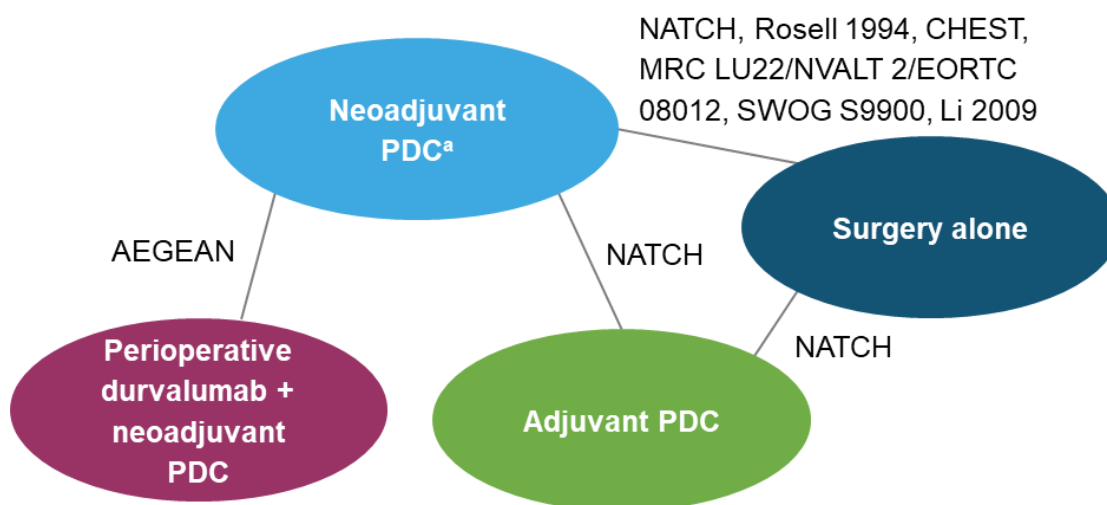 NATCH, Rosell 1994, CHEST,
MRC LU22/NVALT 2/EORTC
08012, SWOG S9900, Li 2009
Neoadjuvant
PDCᵃ
Surgery alone
AEGEAN
NATCH
NATCH
Perioperative
durvalumab +
neoadjuvant
PDC
Adjuvant PDC